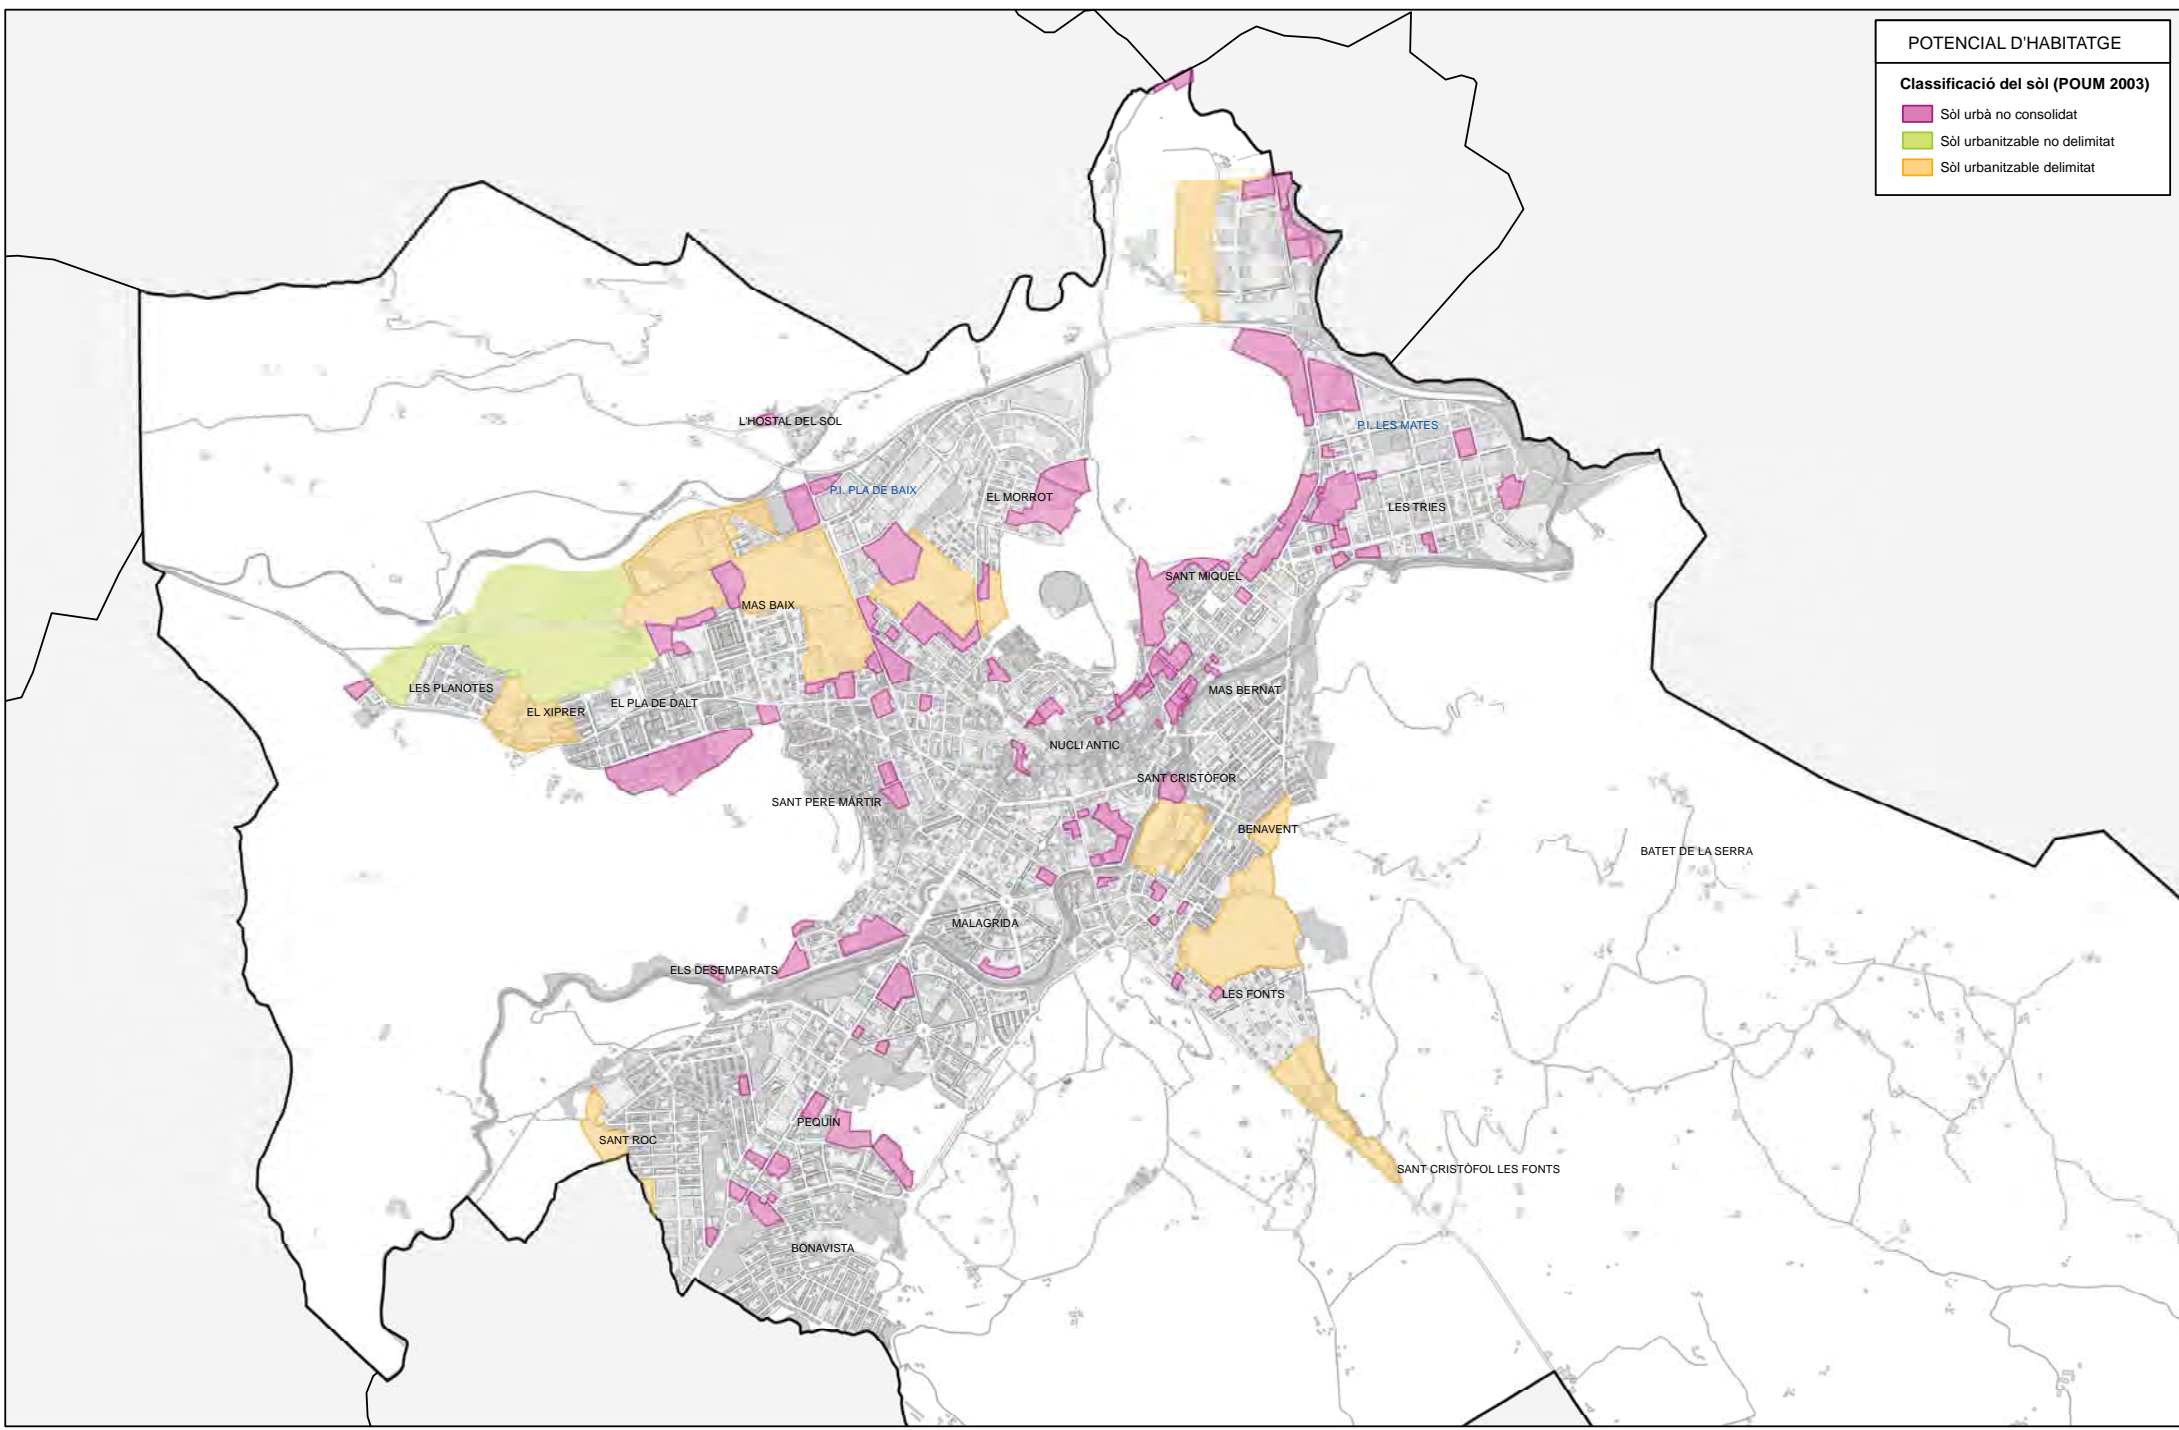 POTENCIAL D'HABITATGE
Classificació del sòl (POUM 2003)
Sòl urbà no consolidat
Sòl urbanitzable no delimitat
Sòl urbanitzable delimitat
L'HOSTAL DEL SOL
P.I. LES MATES
P.I. PLA DE BAIX
EL MORROT
LES TRIES
SANT MIQUEL
MAS BAIX
LES PLANOTES
EL XIPRER
EL PLA DE DALT
MAS BERNAT
NUCLI ANTIC
SANT CRISTÒFOR
SANT PERE MÀRTIR
BENAVENT
BATET DE LA SERRA
MALAGRIDA
ELS DESEMPARATS
LES FONTS
PEQUÍN
SANT ROC
SANT CRISTÒFOL LES FONTS
BONAVISTA